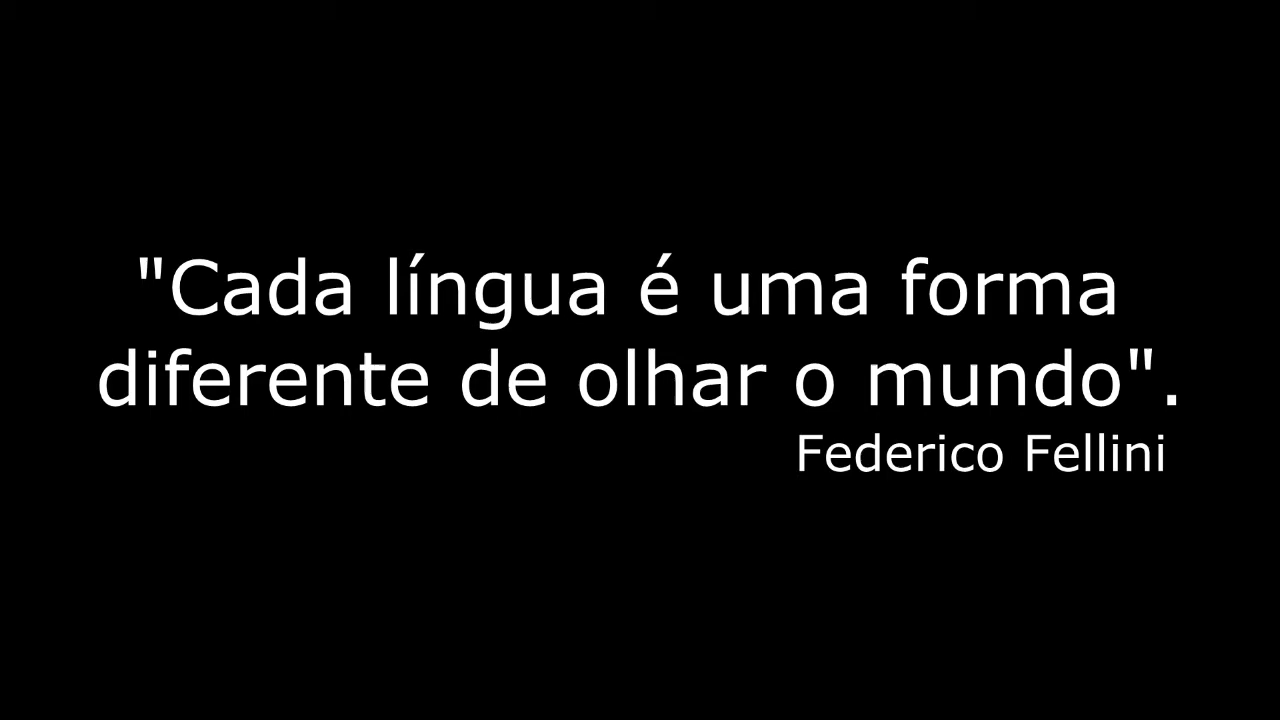 "Cada língua é uma forma
diferente de olhar o mundo".
Federico Fellini